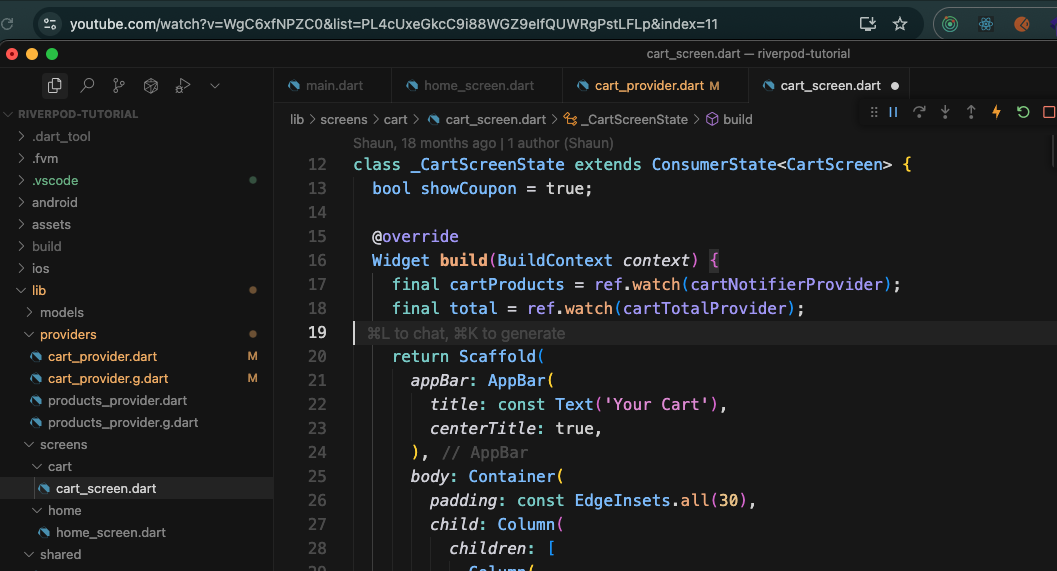 youtube.com/watch?v=WgC6xfNPZC0&list=PL4cUxeGkcC9i88WGZ9eIfQUWRgPstLFLp&index=11
cart_screen.dart — riverpod-tutorial
main.dart
home_screen.dart
cart_provider.dart M
cart_screen.dart
RIVERPOD-TUTORIAL
.dart_tool
.fvm
.vscode
android
assets
build
ios
lib
models
providers
cart_provider.dart M
cart_provider.g.dart M
products_provider.dart
products_provider.g.dart
screens
cart
cart_screen.dart
home
home_screen.dart
shared
lib > screens > cart > cart_screen.dart > _CartScreenState > build
Shaun, 18 months ago | 1 author (Shaun)
12 class _CartScreenState extends ConsumerState<CartScreen> {
13 bool showCoupon = true;
14
15 @override
16 Widget build(BuildContext context) {
17 final cartProducts = ref.watch(cartNotifierProvider);
18 final total = ref.watch(cartTotalProvider);
19 ⌘L to chat, ⌘K to generate
20 return Scaffold(
21 appBar: AppBar(
22 title: const Text('Your Cart'),
23 centerTitle: true,
24 ), // AppBar
25 body: Container(
26 padding: const EdgeInsets.all(30),
27 child: Column(
28 children: [
29 Column(